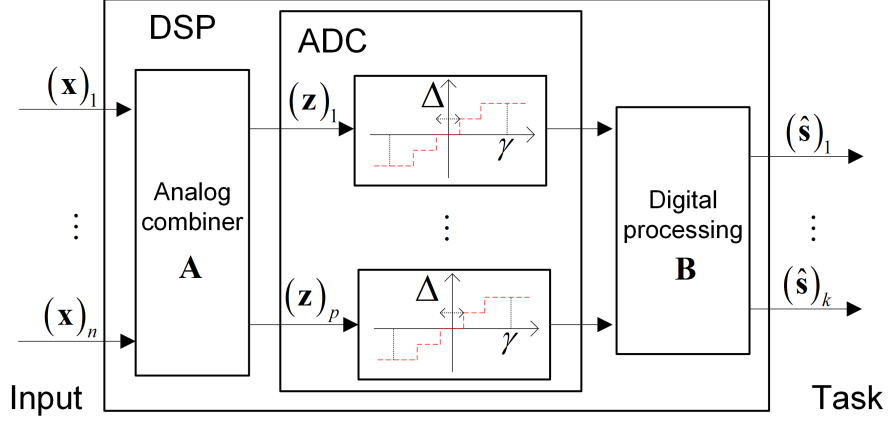 DSP
ADC
(x)₁
(z)₁
Δ
γ
(ŝ)₁
Analog
combiner
A
⋮
⋮
⋮
Digital
processing
B
(x)ₙ
(z)ₚ
Δ
γ
(ŝ)ₖ
Input
Task